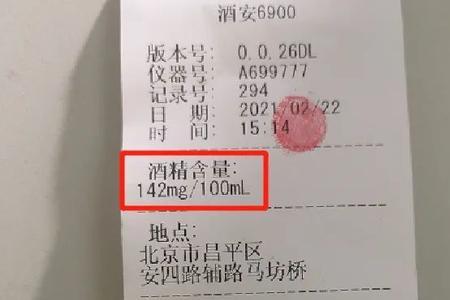 酒安6900
版本号: 0.0.26DL
仪器号: A699777
记录号: 294
日 期: 2021/02/22
时 间: 15:14
酒精含量:
142mg/100mL
地点:
北京市昌平区
安四路辅路马坊桥